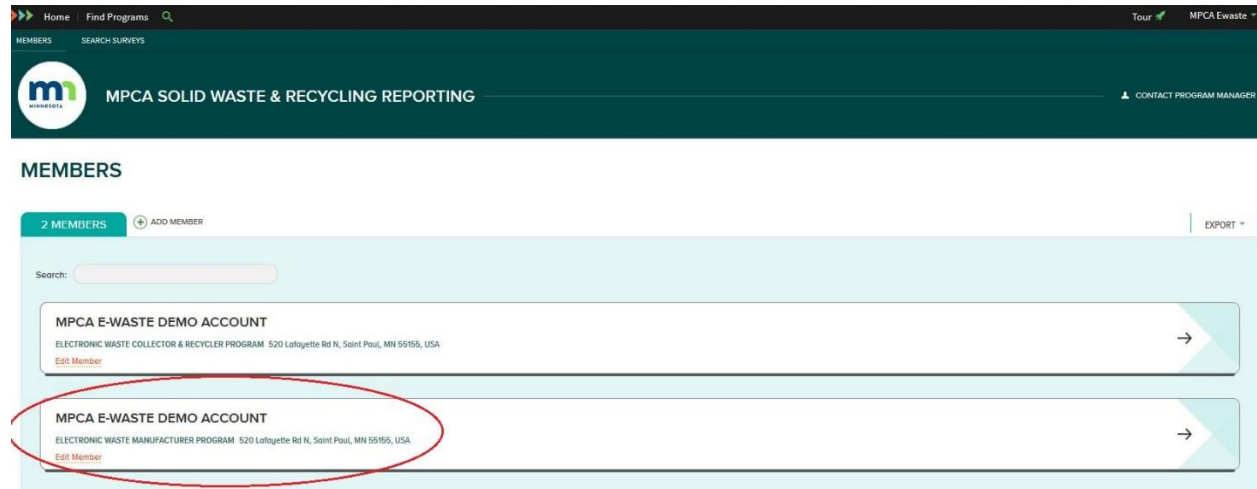 Home Find Programs Tour MPCA Ewaste
MEMBERS SEARCH SURVEYS
mn
MINNESOTA
MPCA SOLID WASTE & RECYCLING REPORTING
CONTACT PROGRAM MANAGER
MEMBERS
2 MEMBERS ADD MEMBER EXPORT
Search:
MPCA E-WASTE DEMO ACCOUNT
ELECTRONIC WASTE COLLECTOR & RECYCLER PROGRAM 520 Lafayette Rd N, Saint Paul, MN 55155, USA
Edit Member
MPCA E-WASTE DEMO ACCOUNT
ELECTRONIC WASTE MANUFACTURER PROGRAM 520 Lafayette Rd N, Saint Paul, MN 55155, USA
Edit Member